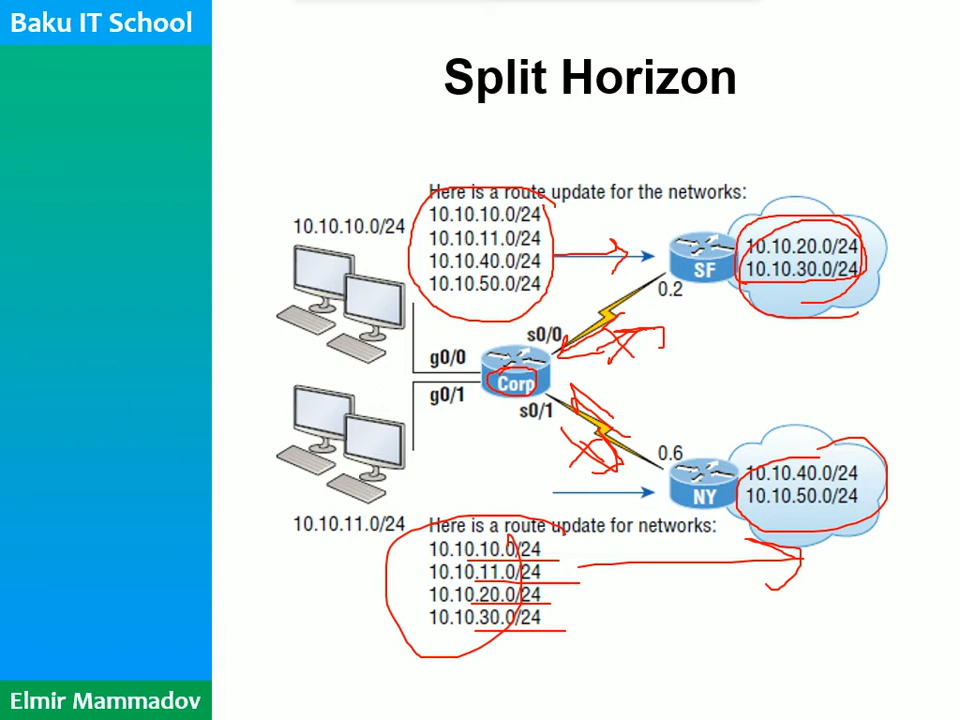 Baku IT School
Split Horizon
Here is a route update for the networks:
10.10.10.0/24
10.10.11.0/24
10.10.40.0/24
10.10.50.0/24
10.10.10.0/24
SF
10.10.20.0/24
10.10.30.0/24
0.2
s0/0
g0/0
Corp
g0/1
s0/1
0.6
NY
10.10.40.0/24
10.10.50.0/24
10.10.11.0/24
Here is a route update for networks:
10.10.10.0/24
10.10.11.0/24
10.10.20.0/24
10.10.30.0/24
Elmir Mammadov